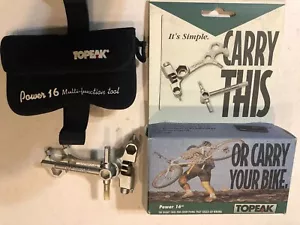 TOPEAK
Power 16 Multi-function tool
It's Simple.
CARRY
THIS
OR CARRY
YOUR BIKE.
Power 16
TOPEAK